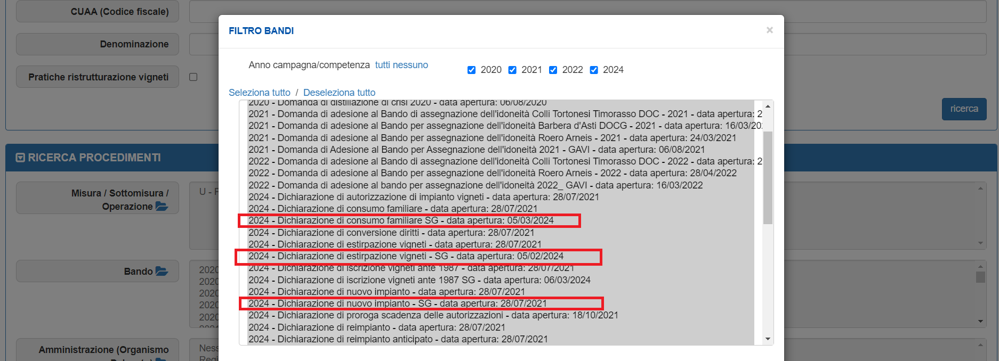 CUAA (Codice fiscale)
Denominazione
Pratiche ristrutturazione vigneti
ricerca
FILTRO BANDI
×
Anno campagna/competenza tutti nessuno
2020 2021 2022 2024
Seleziona tutto / Deseleziona tutto
2020 - Domanda di distillazione di crisi 2020 - data apertura: 06/08/2020
2021 - Domanda di adesione al Bando di assegnazione dell'idoneità Colli Tortonesi Timorasso DOC - 2021 - data apertura: 2
2021 - Domanda di adesione al Bando per assegnazione dell'idoneità Barbera d'Asti DOCG - 2021 - data apertura: 16/03/20
2021 - Domanda di adesione al Bando per assegnazione dell'idoneità Roero Arneis - 2021 - data apertura: 24/03/2021
2021 - Domanda di Adesione al Bando per Assegnazione dell'idoneità 2021 - GAVI - data apertura: 06/08/2021
2022 - Domanda di adesione al Bando di assegnazione dell'idoneità Colli Tortonesi Timorasso DOC - 2022 - data apertura: 2
2022 - Domanda di adesione al Bando per assegnazione dell'idoneità Roero Arneis - 2022 - data apertura: 28/04/2022
2022 - Domanda di adesione al bando per assegnazione dell'idoneità 2022_ GAVI - data apertura: 16/03/2022
2024 - Dichiarazione di autorizzazione di impianto vigneti - data apertura: 28/07/2021
2024 - Dichiarazione di consumo familiare - data apertura: 28/07/2021
2024 - Dichiarazione di consumo familiare SG - data apertura: 05/03/2024
2024 - Dichiarazione di conversione diritti - data apertura: 28/07/2021
2024 - Dichiarazione di estirpazione vigneti - data apertura: 28/07/2021
2024 - Dichiarazione di estirpazione vigneti - SG - data apertura: 05/02/2024
2024 - Dichiarazione di iscrizione vigneti ante 1987 - data apertura: 28/07/2021
2024 - Dichiarazione di iscrizione vigneti ante 1987 SG - data apertura: 06/03/2024
2024 - Dichiarazione di nuovo impianto - data apertura: 28/07/2021
2024 - Dichiarazione di nuovo impianto - SG - data apertura: 28/07/2021
2024 - Dichiarazione di proroga scadenza delle autorizzazioni - data apertura: 18/10/2021
2024 - Dichiarazione di reimpianto - data apertura: 28/07/2021
2024 - Dichiarazione di reimpianto anticipato - data apertura: 28/07/2021
RICERCA PROCEDIMENTI
Misura / Sottomisura /
Operazione
U - F
Bando
2020
2020
2020
2020
2020
Amministrazione (Organismo
Ness
Regi